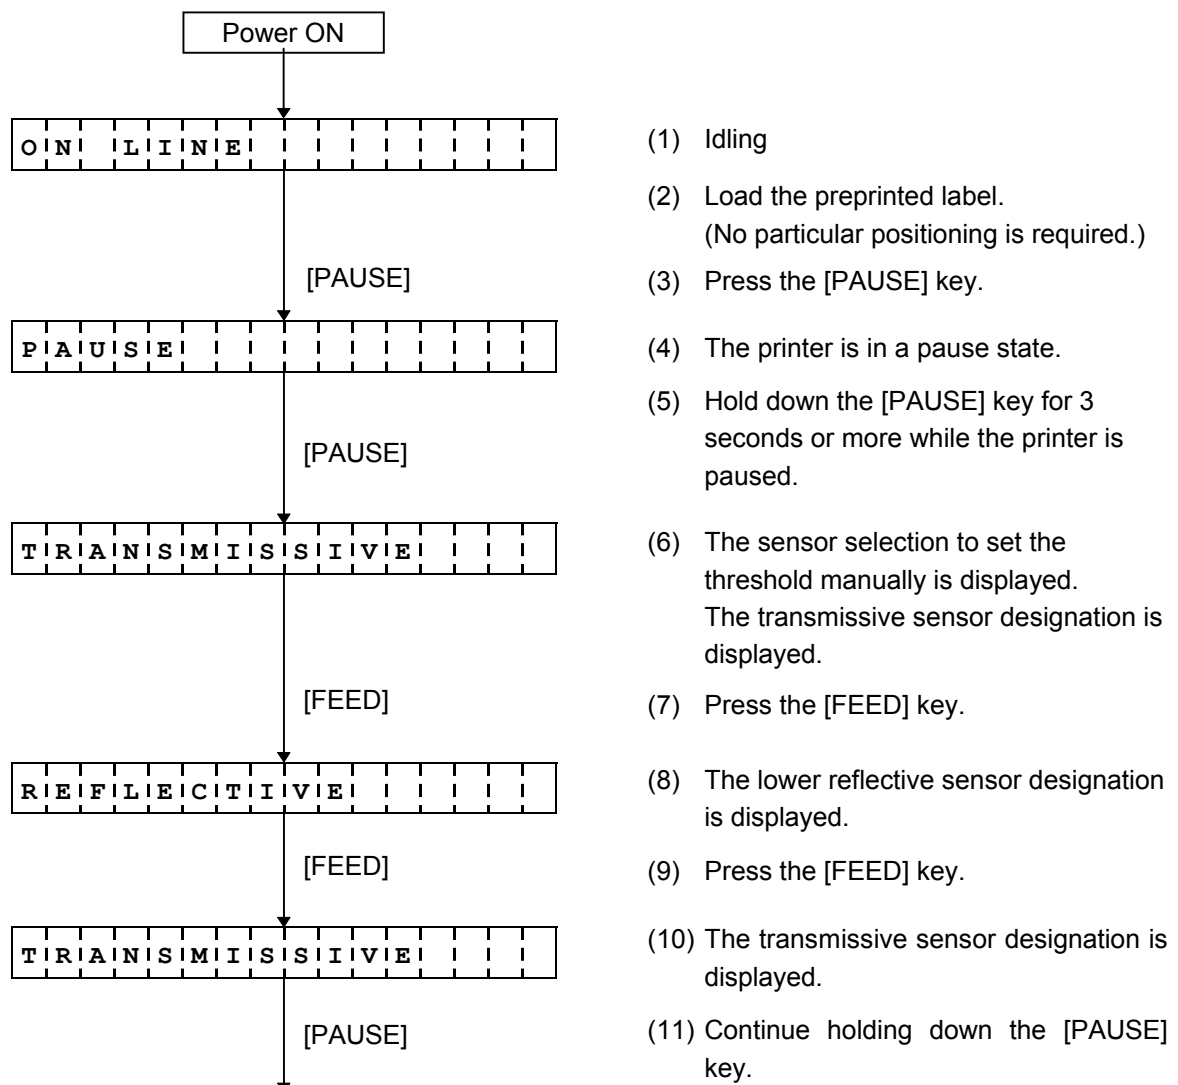 Power ON
ON LINE
(1) Idling
(2) Load the preprinted label.
(No particular positioning is required.)
[PAUSE]
(3) Press the [PAUSE] key.
PAUSE
(4) The printer is in a pause state.
(5) Hold down the [PAUSE] key for 3
seconds or more while the printer is
paused.
[PAUSE]
TRANSMISSIVE
(6) The sensor selection to set the
threshold manually is displayed.
The transmissive sensor designation is
displayed.
[FEED]
(7) Press the [FEED] key.
REFLECTIVE
(8) The lower reflective sensor designation
is displayed.
[FEED]
(9) Press the [FEED] key.
TRANSMISSIVE
(10) The transmissive sensor designation is
displayed.
[PAUSE]
(11) Continue holding down the [PAUSE]
key.